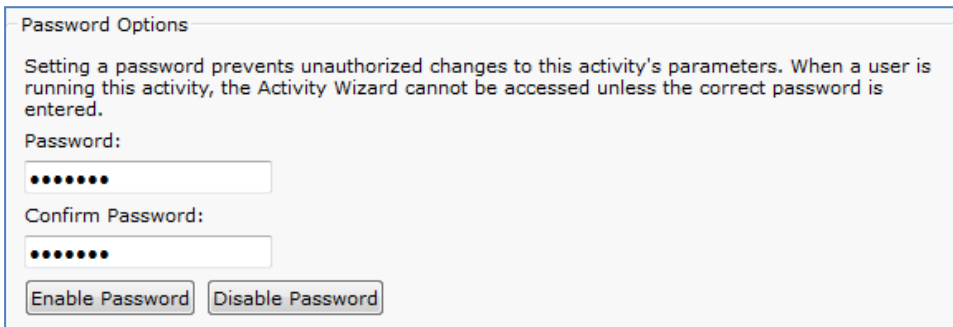 Password Options
Setting a password prevents unauthorized changes to this activity's parameters. When a user is
running this activity, the Activity Wizard cannot be accessed unless the correct password is
entered.
Password:
•••••••
Confirm Password:
•••••••
Enable Password Disable Password